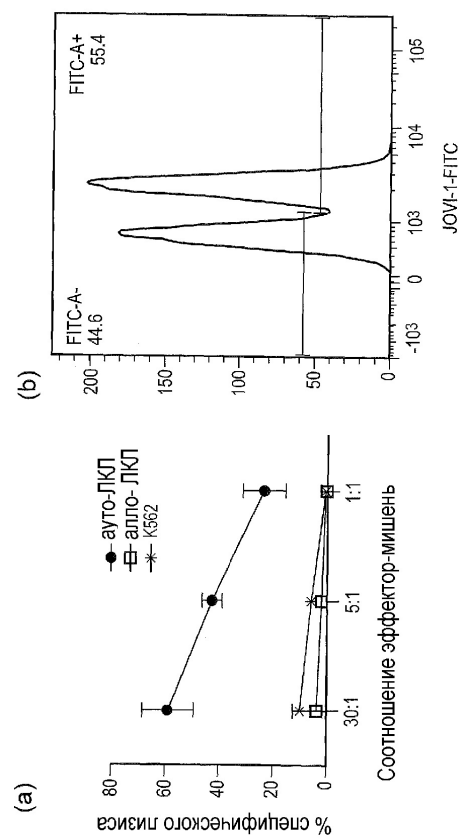 (a)
% специфического лизиса
80
60
40
20
0
ауто-ЛКЛ
алло- ЛКЛ
K562
30:1
5:1
1:1
Соотношение эффектор-мишень
(b)
FITC-A-
44.6
FITC-A+
55.4
200
150
100
50
0
-103
0
103
104
105
JOVI-1-FITC